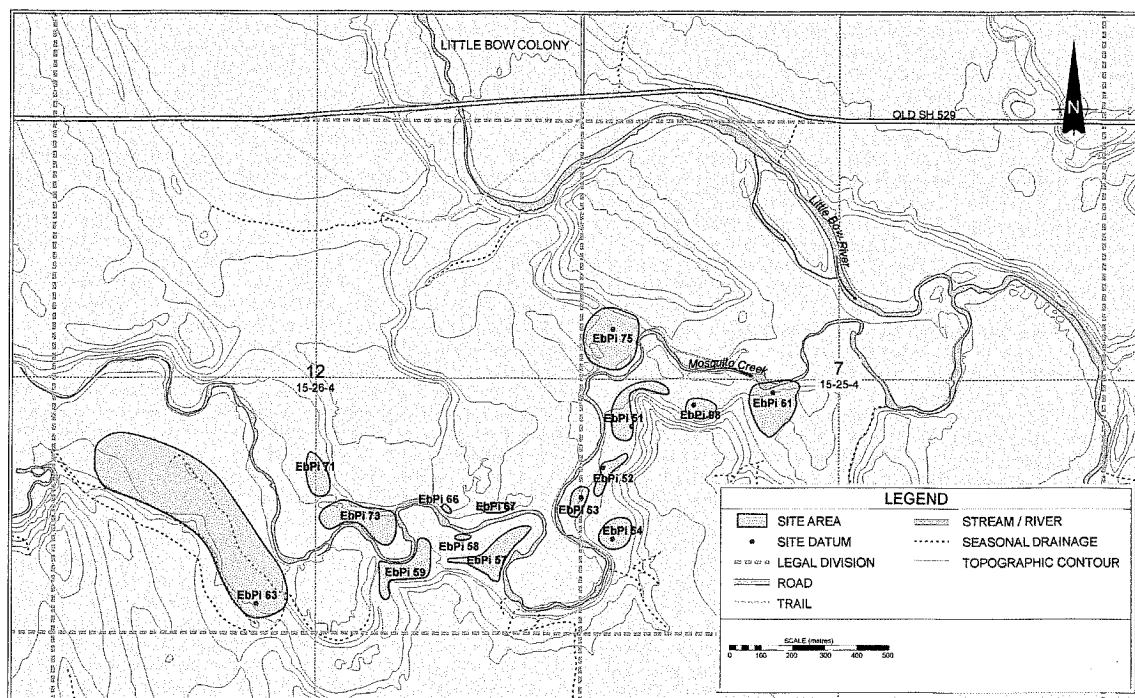 LITTLE BOW COLONY
OLD SH 529
N
Little Bow River
EbPi 75
Mosquito Creek
12
15-26-4
7
15-25-4
EbPi 61
EbPi 51
EbPi 71
EbPi 52
EbPi 66
EbPi 67
EbPi 53
EbPi 73
EbPi 54
EbPi 58
EbPi 57
EbPi 59
EbPi 63
LEGEND
SITE AREA
SITE DATUM
LEGAL DIVISION
ROAD
TRAIL
STREAM / RIVER
SEASONAL DRAINAGE
TOPOGRAPHIC CONTOUR
SCALE (metres)
0 50 100 200 300 400 500